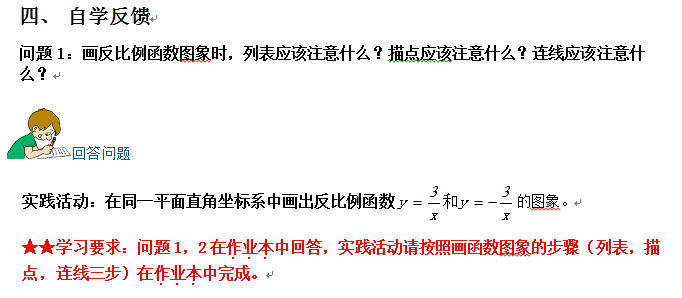 四、 自学反馈
问题1：画反比例函数图象时，列表应该注意什么？描点应该注意什么？连线应该注意什
么？
回答问题
实践活动：在同一平面直角坐标系中画出反比例函数 y = 3/x 和 y = - 3/x 的图象。
★★学习要求：问题1，2在作业本中回答，实践活动请按照画函数图象的步骤（列表，描
点，连线三步）在作业本中完成。